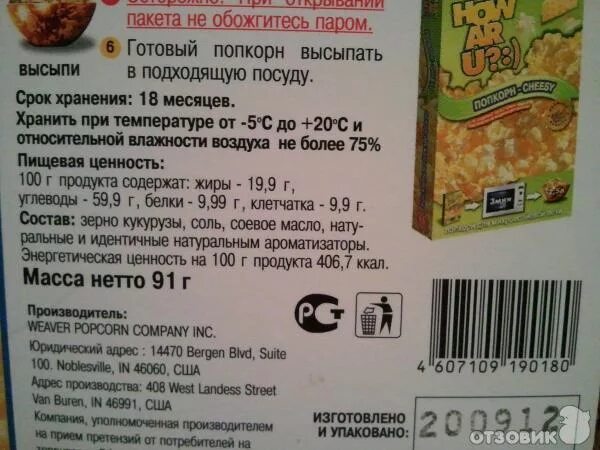 Осторожно! При открывании
пакета не обожгитесь паром.
6 Готовый попкорн высыпать
в подходящую посуду.
ВЫСЫПИ
Срок хранения: 18 месяцев.
Хранить при температуре от -5°С до +20°С и
относительной влажности воздуха не более 75%
Пищевая ценность:
100 г продукта содержат: жиры - 19,9 г,
углеводы - 59,9 г, белки - 9,99 г, клетчатка - 9,9 г.
Состав: зерно кукурузы, соль, соевое масло, нату-
ральные и идентичные натуральным ароматизаторы.
Энергетическая ценность на 100 г продукта 406,7 ккал.
Масса нетто 91 г
Производитель:
WEAVER POPCORN COMPANY INC.
Юридический адрес : 14470 Bergen Blvd, Suite
100. Noblesville, IN 46060, США
Адрес производства: 408 West Landess Street
Van Buren, IN 46991, США
Компания, уполномоченная производителем
на прием претензий от потребителей на
HOW
AR
U?:)
ПОПКОРН - CHEESY
3мин
РСТ
4 607109 190180
ИЗГОТОВЛЕНО
И УПАКОВАНО:
200912
ОТЗОВИК